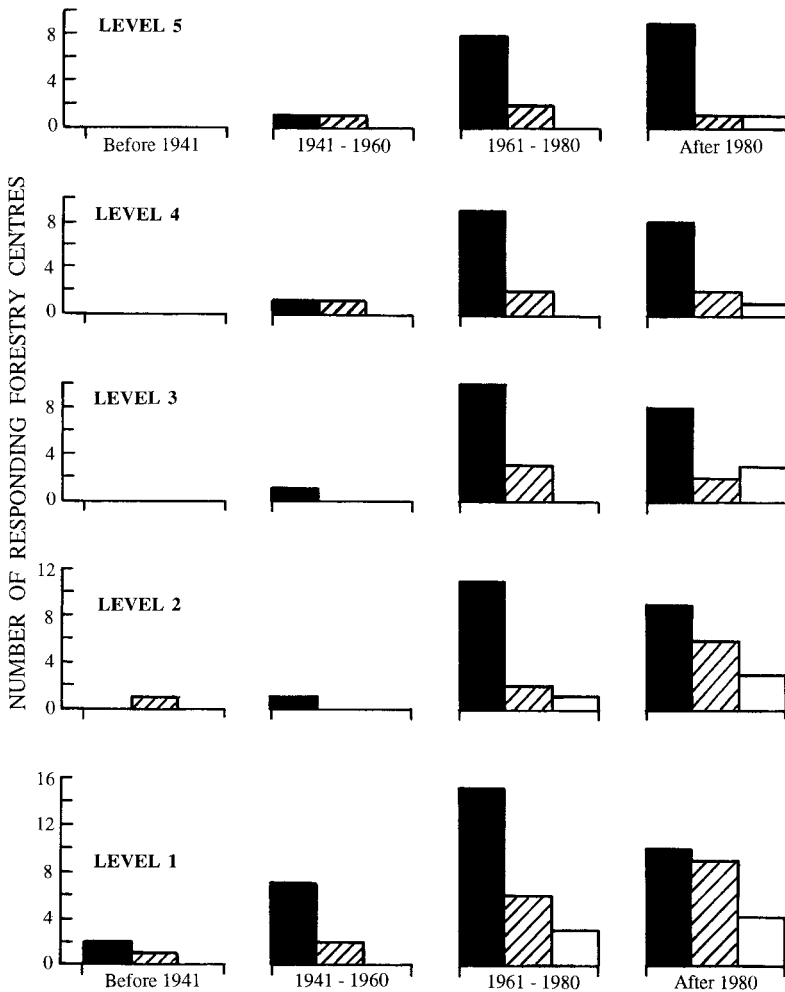 NUMBER OF RESPONDING FORESTRY CENTRES
LEVEL 5
8
4
0
Before 1941
1941 - 1960
1961 - 1980
After 1980
LEVEL 4
8
4
0
LEVEL 3
8
4
0
12
LEVEL 2
8
4
0
16
12
LEVEL 1
8
4
0
Before 1941
1941 - 1960
1961 - 1980
After 1980